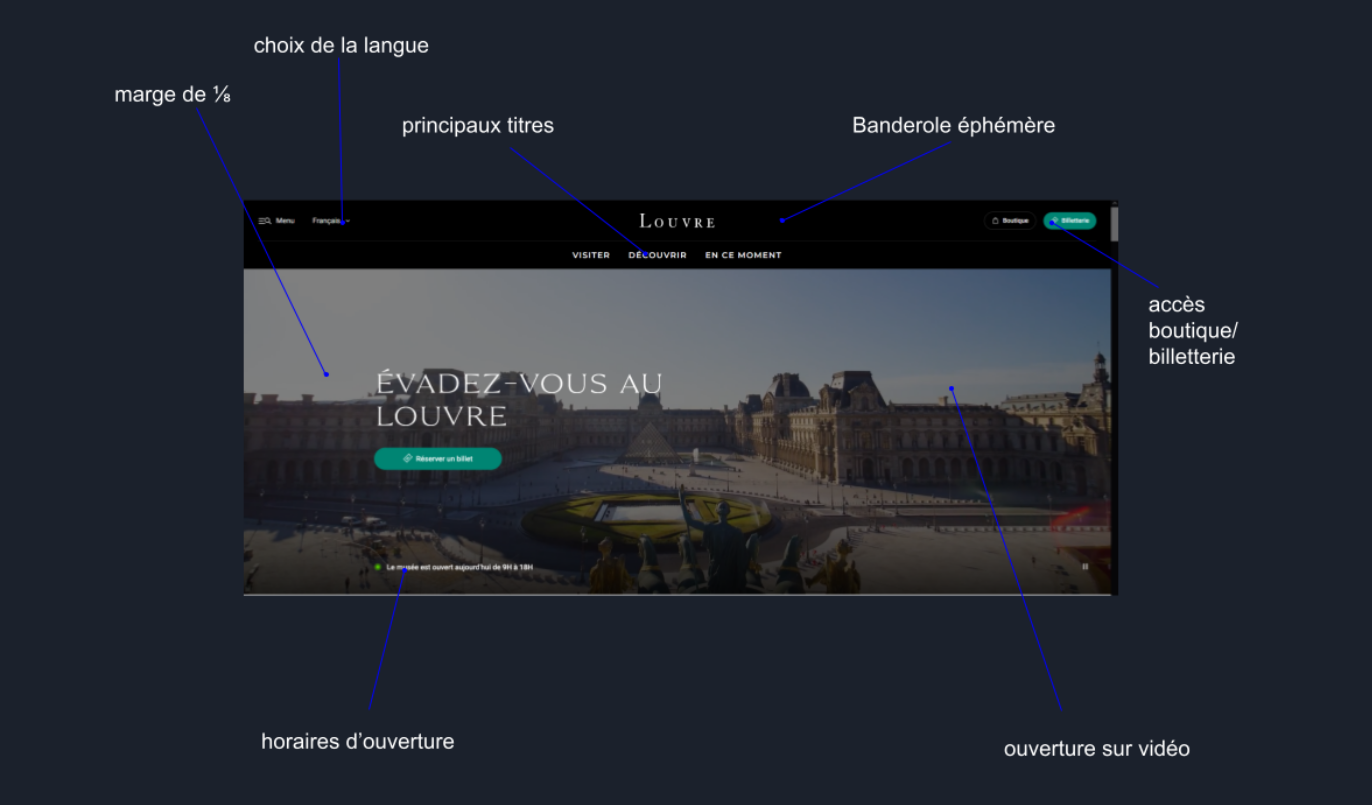 choix de la langue
marge de ⅛
principaux titres
Banderole éphémère
Menu
Français
LOUVRE
Boutique
Billetterie
VISITER DÉCOUVRIR EN CE MOMENT
accès
boutique/
billetterie
ÉVADEZ-VOUS AU
LOUVRE
Réserver un billet
Le musée est ouvert aujourd'hui de 9H à 18H
horaires d’ouverture
ouverture sur vidéo